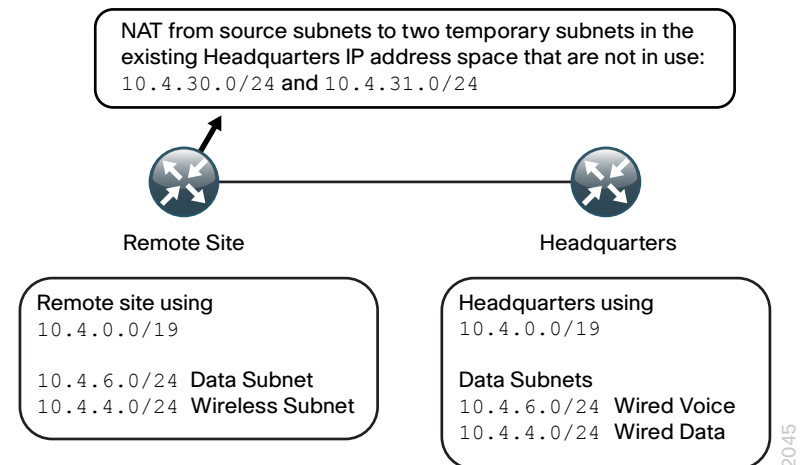 NAT from source subnets to two temporary subnets in the
existing Headquarters IP address space that are not in use:
10.4.30.0/24 and 10.4.31.0/24
Remote Site
Headquarters
Remote site using
10.4.0.0/19
10.4.6.0/24 Data Subnet
10.4.4.0/24 Wireless Subnet
Headquarters using
10.4.0.0/19
Data Subnets
10.4.6.0/24 Wired Voice
10.4.4.0/24 Wired Data
2045